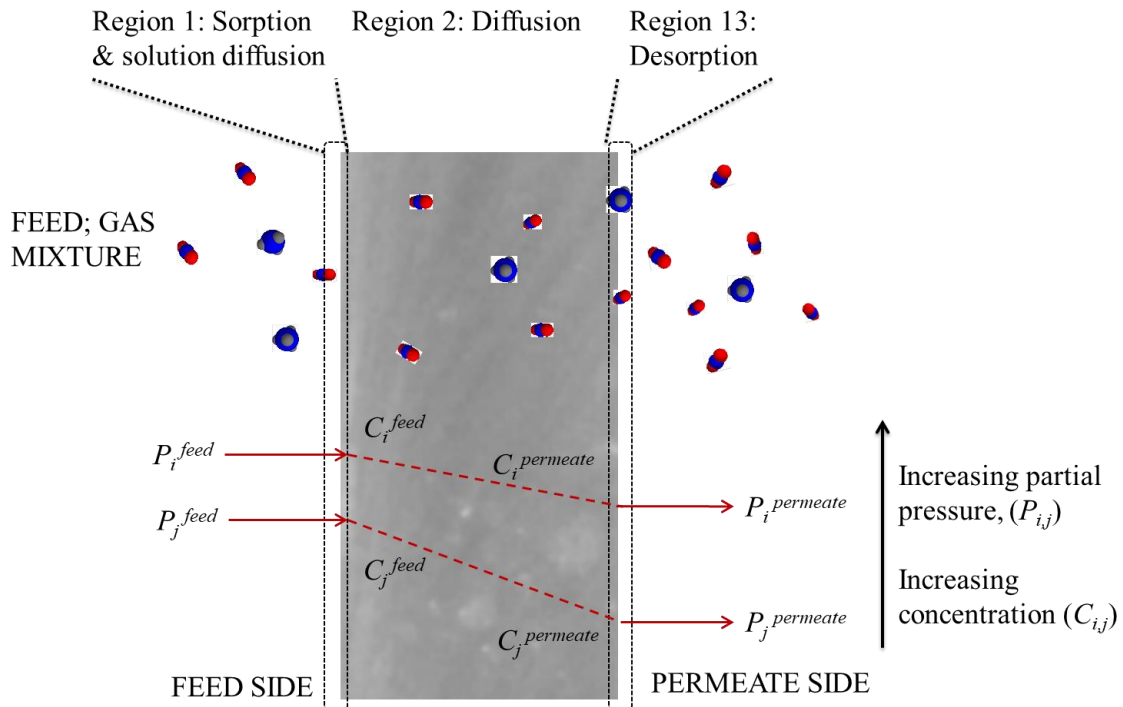 Region 1: Sorption
& solution diffusion
Region 2: Diffusion
Region 13:
Desorption
FEED; GAS
MIXTURE
C_i^feed
P_i^feed
C_i^permeate
P_i^permeate
P_j^feed
C_j^feed
C_j^permeate
P_j^permeate
Increasing partial
pressure, (P_i,j)
Increasing
concentration (C_i,j)
FEED SIDE
PERMEATE SIDE